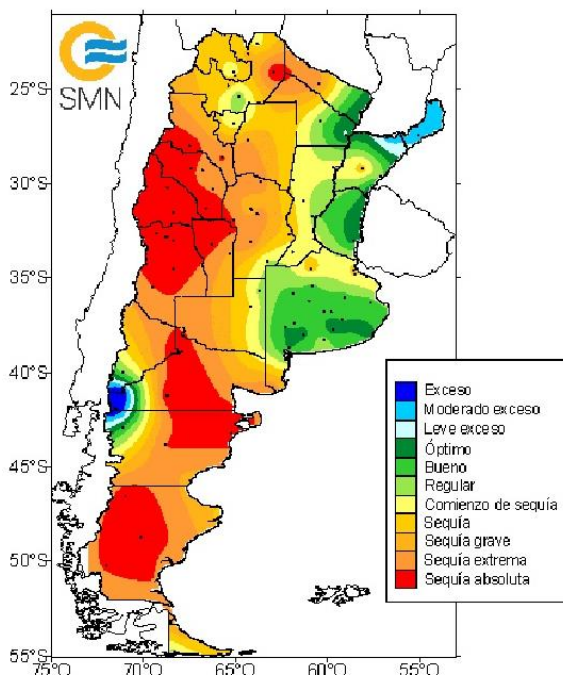 SMN
25°S
30°S
35°S
40°S
45°S
50°S
55°S
75°O 70°O 65°O 60°O 55°O
Exceso
Moderado exceso
Leve exceso
Óptimo
Bueno
Regular
Comienzo de sequía
Sequía
Sequía grave
Sequía extrema
Sequía absoluta